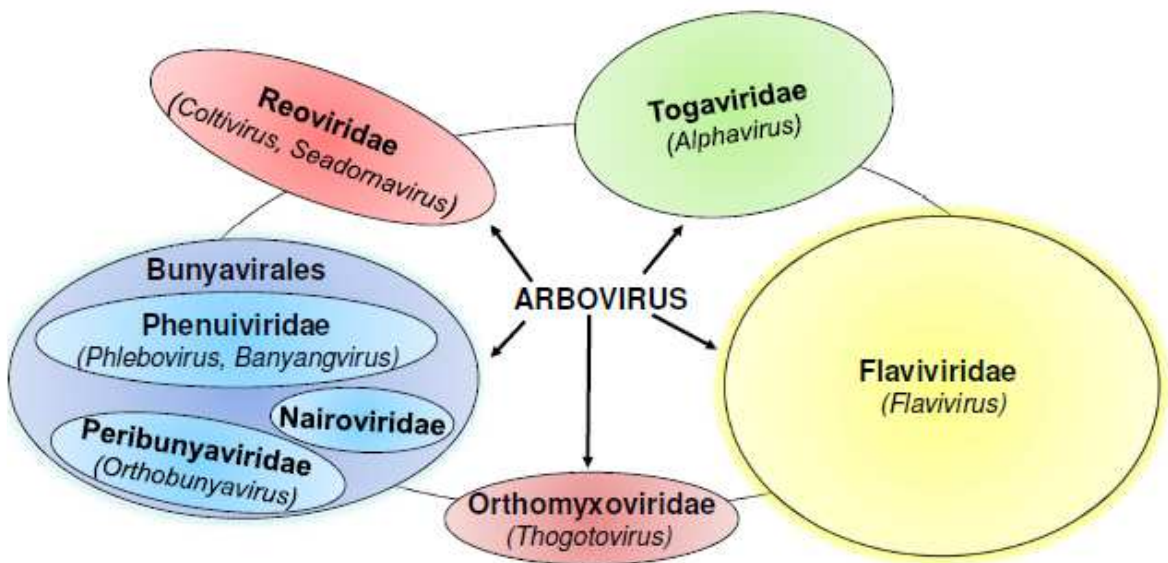 Reoviridae
(Coltivirus, Seadornavirus)
Togaviridae
(Alphavirus)
ARBOVIRUS
Bunyavirales
Phenuiviridae
(Phlebovirus, Banyangvirus)
Nairoviridae
Peribunyaviridae
(Orthobunyavirus)
Flaviviridae
(Flavivirus)
Orthomyxoviridae
(Thogotovirus)